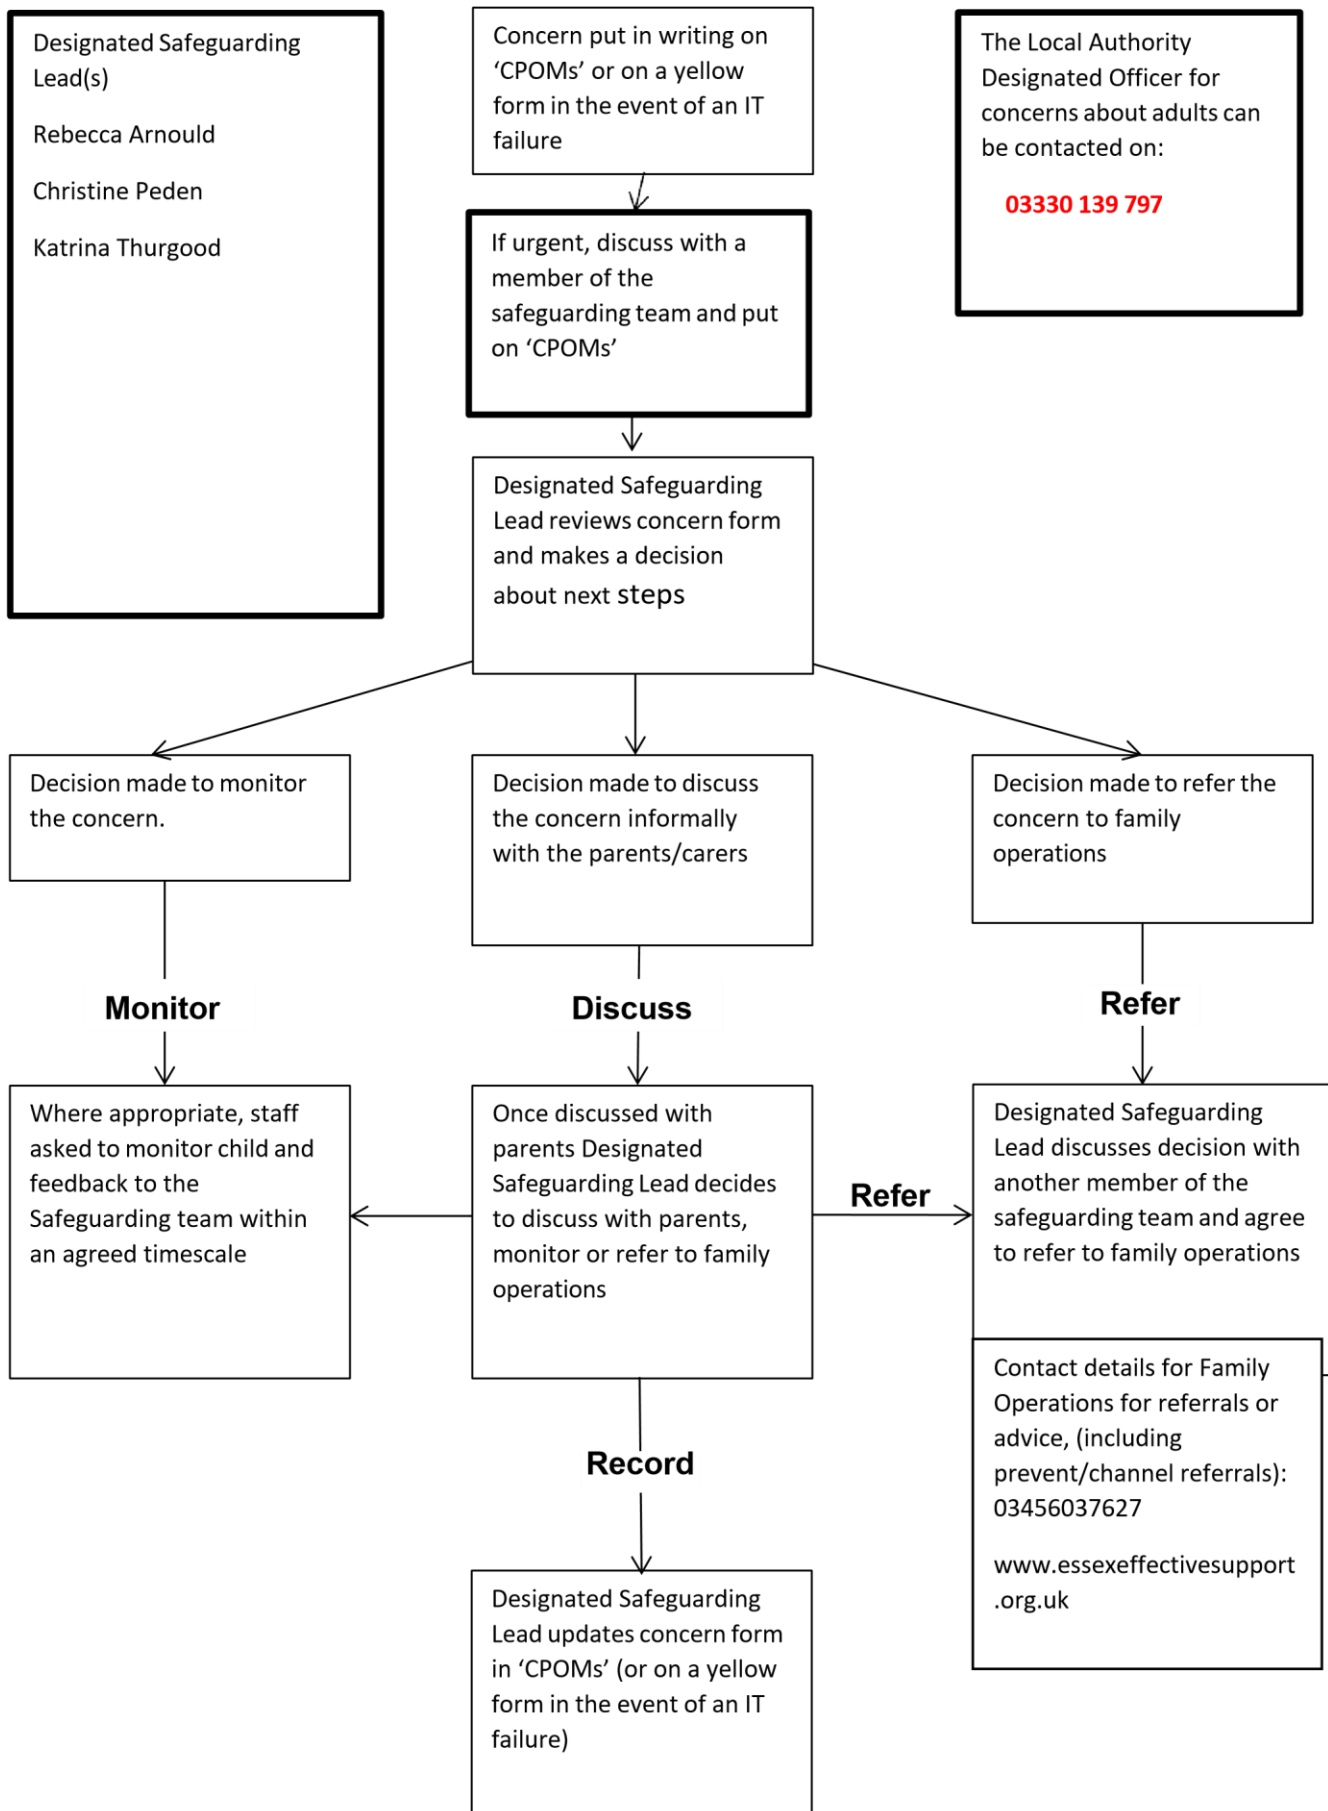 Designated Safeguarding
Lead(s)
Rebecca Arnould
Christine Peden
Katrina Thurgood
Concern put in writing on
‘CPOMs’ or on a yellow
form in the event of an IT
failure
The Local Authority
Designated Officer for
concerns about adults can
be contacted on:
03330 139 797
If urgent, discuss with a
member of the
safeguarding team and put
on ‘CPOMs’
Designated Safeguarding
Lead reviews concern form
and makes a decision
about next steps
Decision made to monitor
the concern.
Decision made to discuss
the concern informally
with the parents/carers
Decision made to refer the
concern to family
operations
Monitor
Discuss
Refer
Where appropriate, staff
asked to monitor child and
feedback to the
Safeguarding team within
an agreed timescale
Once discussed with
parents Designated
Safeguarding Lead decides
to discuss with parents,
monitor or refer to family
operations
Refer
Designated Safeguarding
Lead discusses decision with
another member of the
safeguarding team and agree
to refer to family operations
Contact details for Family
Operations for referrals or
advice, (including
prevent/channel referrals):
03456037627
www.essexeffectivesupport
.org.uk
Record
Designated Safeguarding
Lead updates concern form
in ‘CPOMs’ (or on a yellow
form in the event of an IT
failure)